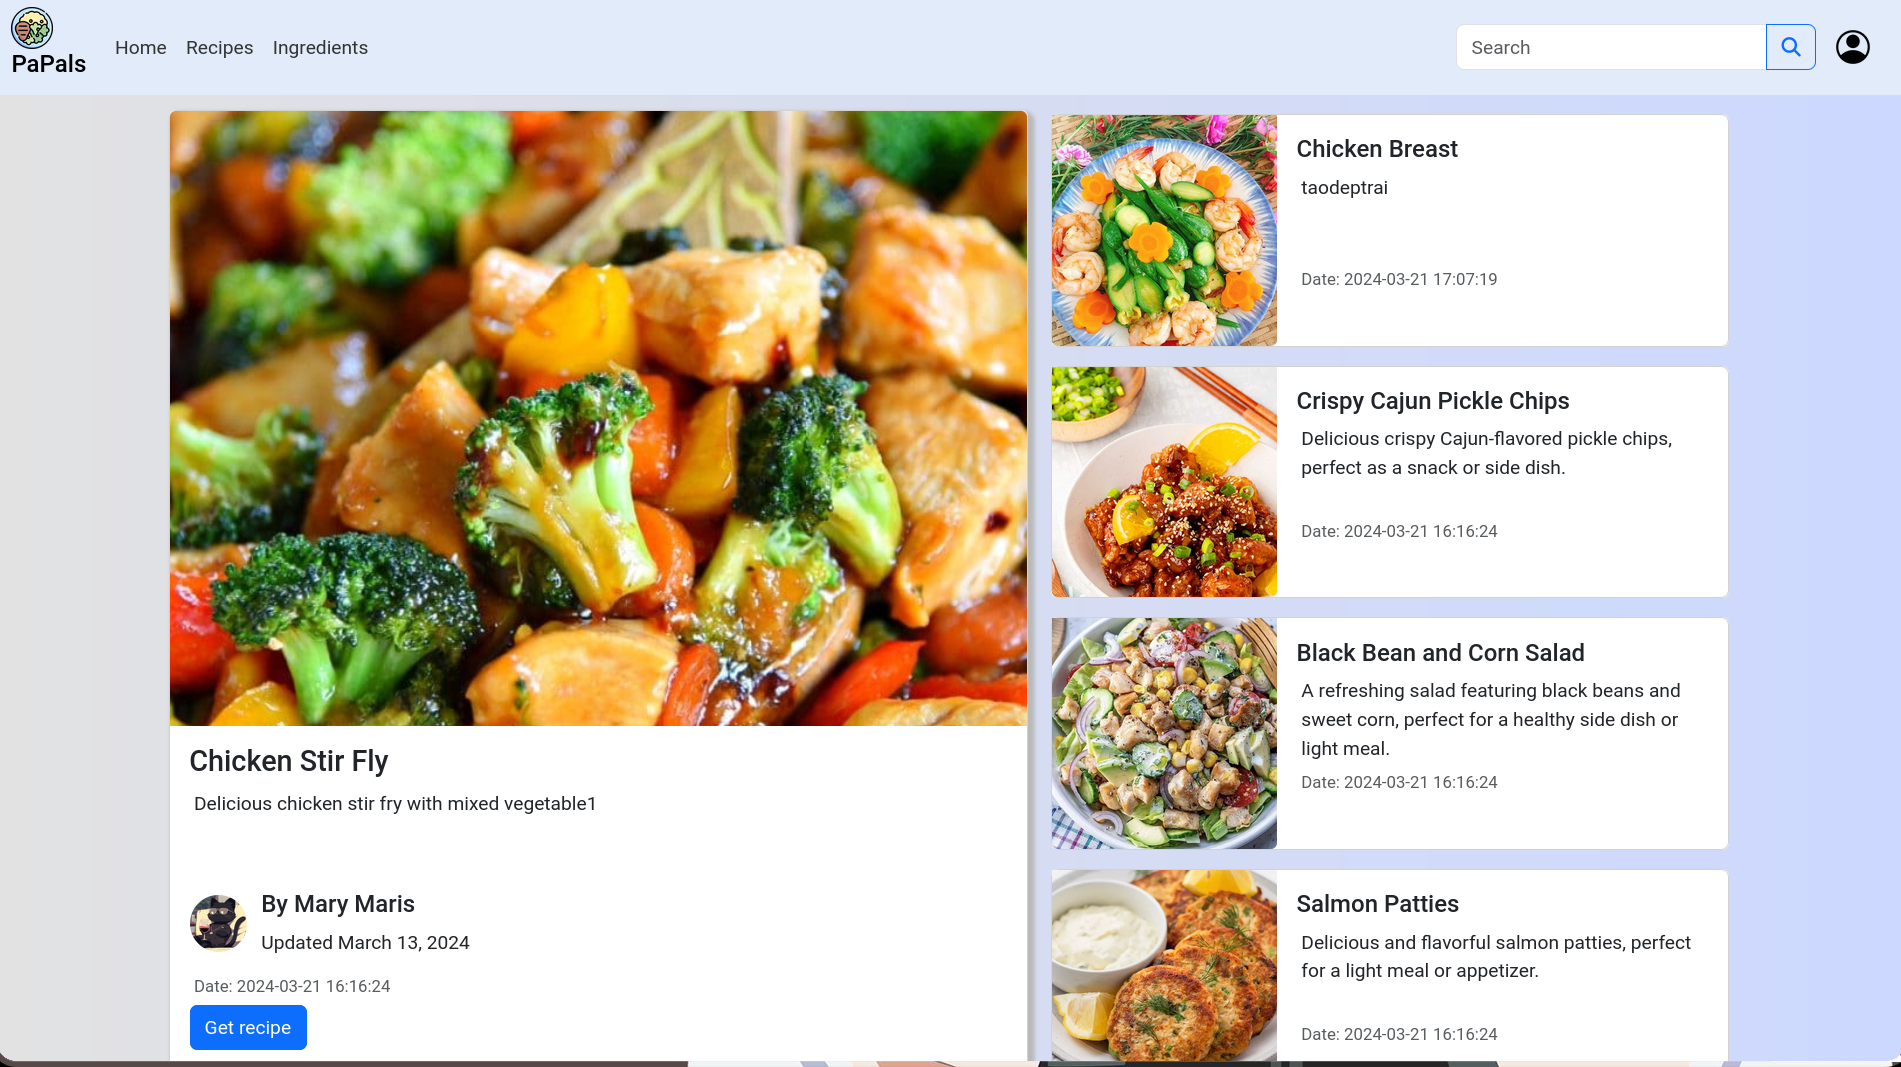 PaPals
Home Recipes Ingredients
Search
Chicken Stir Fly
Delicious chicken stir fry with mixed vegetable1
By Mary Maris
Updated March 13, 2024
Date: 2024-03-21 16:16:24
Get recipe
Chicken Breast
taodeptrai
Date: 2024-03-21 17:07:19
Crispy Cajun Pickle Chips
Delicious crispy Cajun-flavored pickle chips,
perfect as a snack or side dish.
Date: 2024-03-21 16:16:24
Black Bean and Corn Salad
A refreshing salad featuring black beans and
sweet corn, perfect for a healthy side dish or
light meal.
Date: 2024-03-21 16:16:24
Salmon Patties
Delicious and flavorful salmon patties, perfect
for a light meal or appetizer.
Date: 2024-03-21 16:16:24